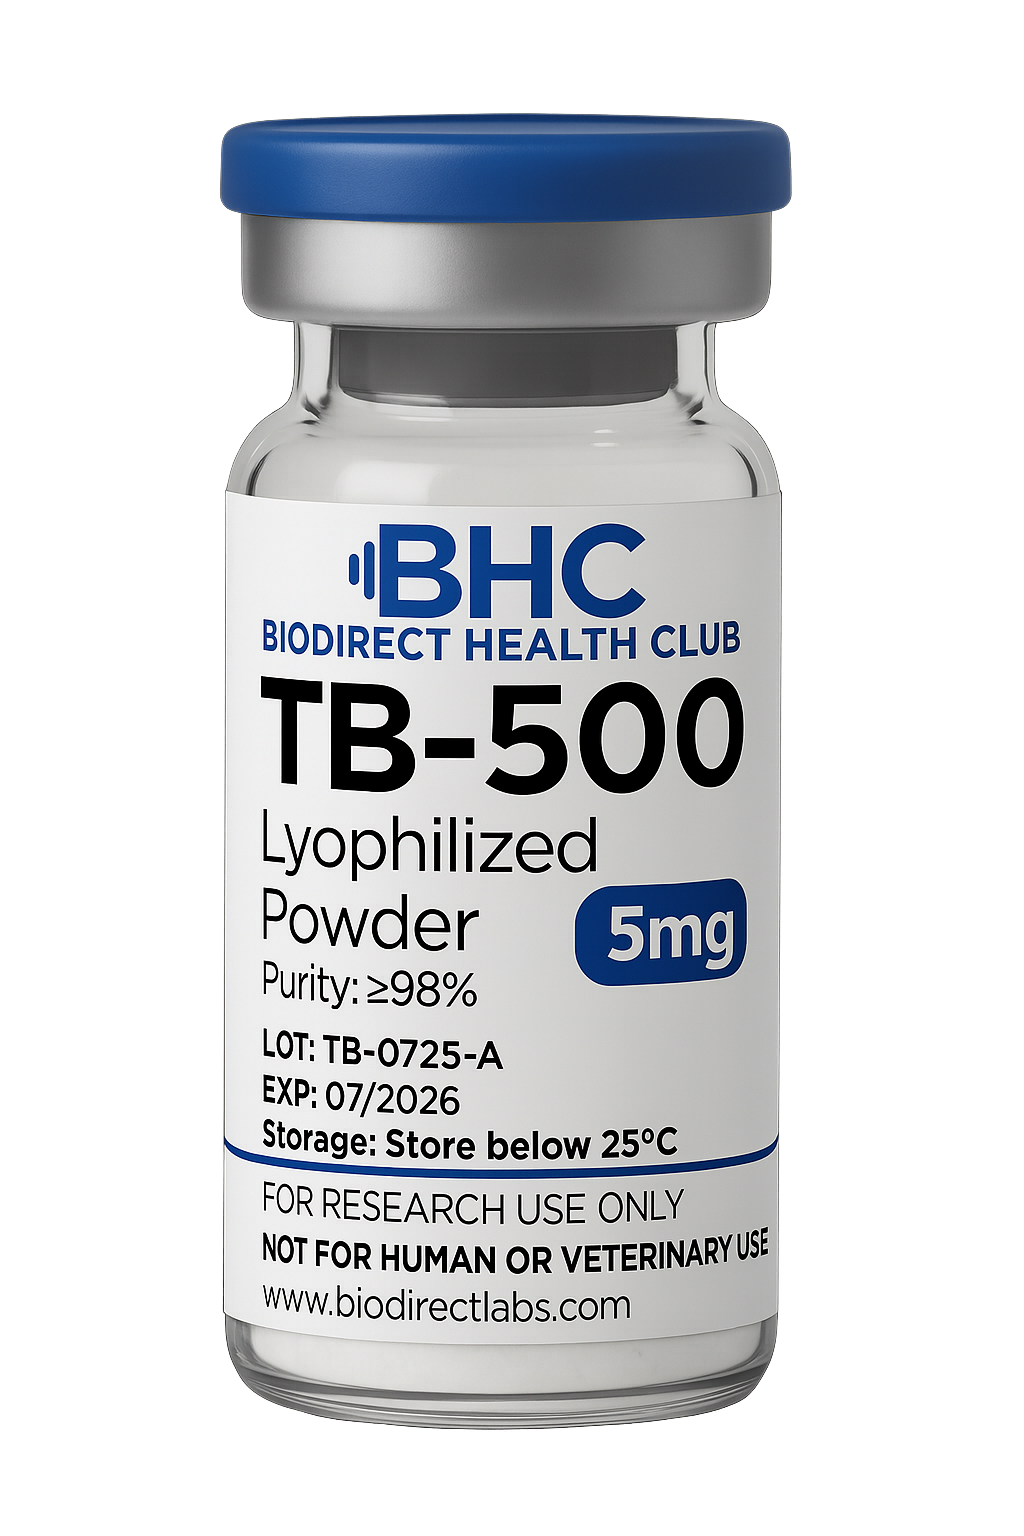 BHC
BIODIRECT HEALTH CLUB
TB-500
Lyophilized
Powder
5mg
Purity: ≥98%
LOT: TB-0725-A
EXP: 07/2026
Storage: Store below 25°C
FOR RESEARCH USE ONLY
NOT FOR HUMAN OR VETERINARY USE
www.biodirectlabs.com